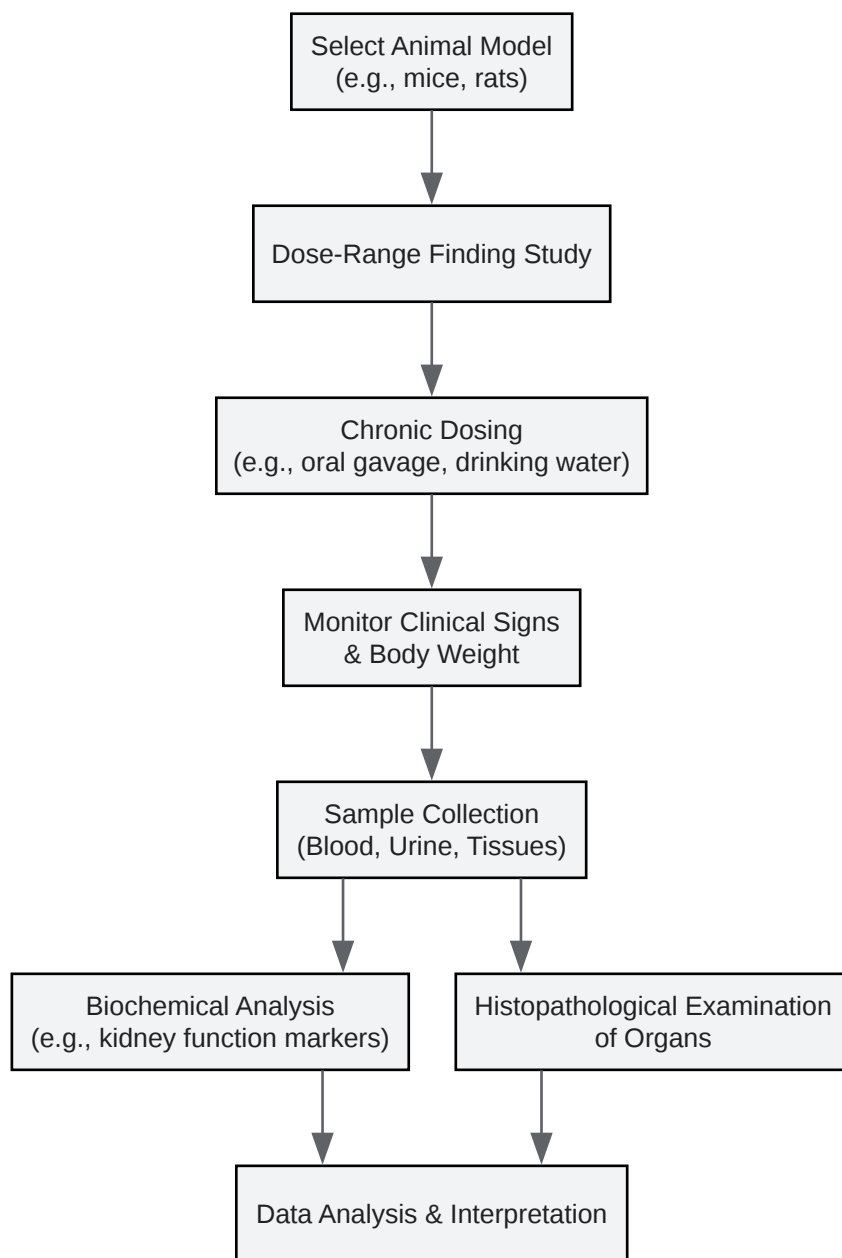 Select Animal Model
(e.g., mice, rats)
Dose-Range Finding Study
Chronic Dosing
(e.g., oral gavage, drinking water)
Monitor Clinical Signs
& Body Weight
Sample Collection
(Blood, Urine, Tissues)
Biochemical Analysis
(e.g., kidney function markers)
Histopathological Examination
of Organs
Data Analysis & Interpretation